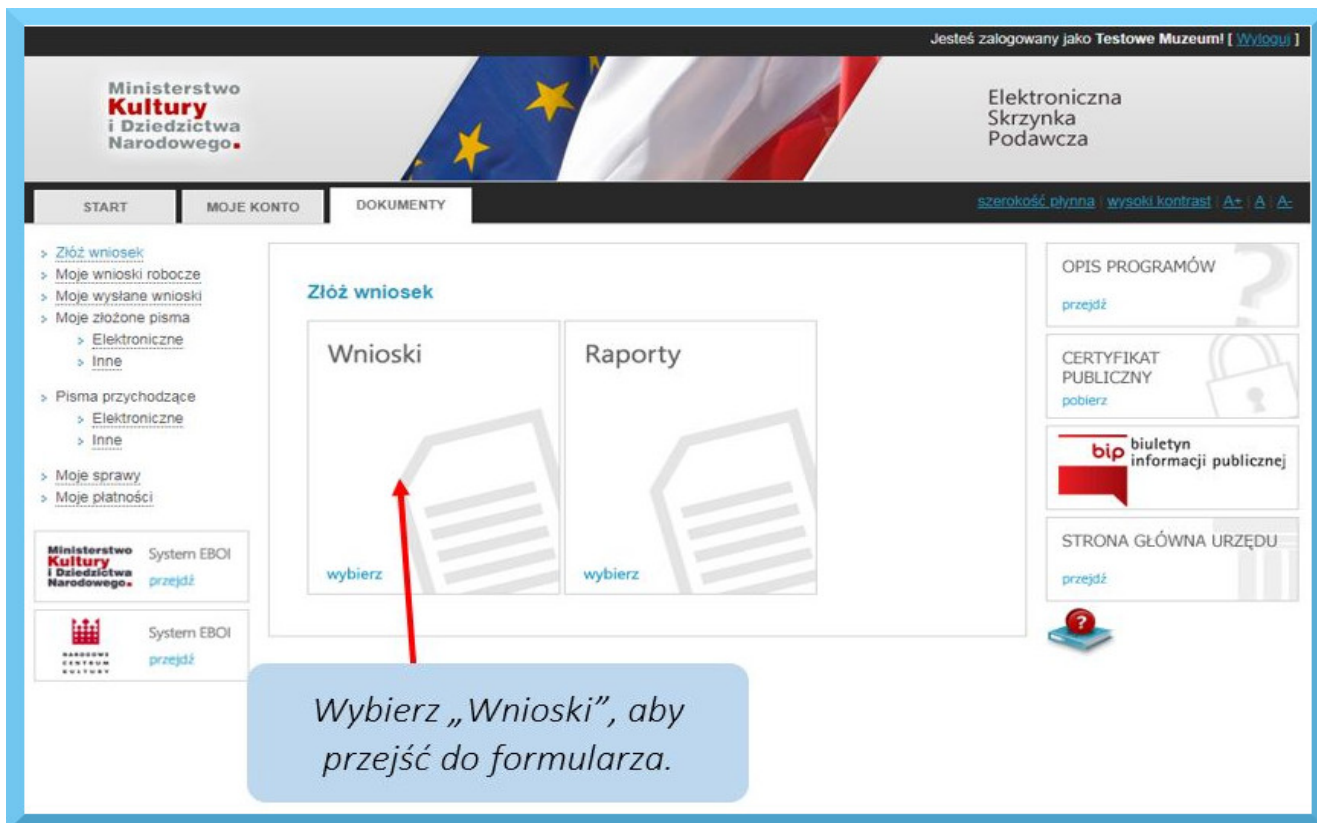 Jesteś zalogowany jako Testowe Muzeum! [ Wyloguj ]
Ministerstwo
Kultury
i Dziedzictwa
Narodowego.
Elektroniczna
Skrzynka
Podawcza
START
MOJE KONTO
DOKUMENTY
szerokość płynna | wysoki kontrast | A+ | A | A-
> Złóż wniosek
> Moje wnioski robocze
> Moje wysłane wnioski
> Moje złożone pisma
> Elektroniczne
> Inne
> Pisma przychodzące
> Elektroniczne
> Inne
> Moje sprawy
> Moje płatności
Ministerstwo
Kultury
i Dziedzictwa
Narodowego.
System EBOI
przejdź
NARODOWE
CENTRUM
KULTURY
System EBOI
przejdź
Złóż wniosek
Wnioski
wybierz
Raporty
wybierz
OPIS PROGRAMÓW
przejdź
CERTYFIKAT
PUBLICZNY
pobierz
bip
biuletyn
informacji publicznej
STRONA GŁÓWNA URZĘDU
przejdź
?
Wybierz „Wnioski”, aby
przejść do formularza.